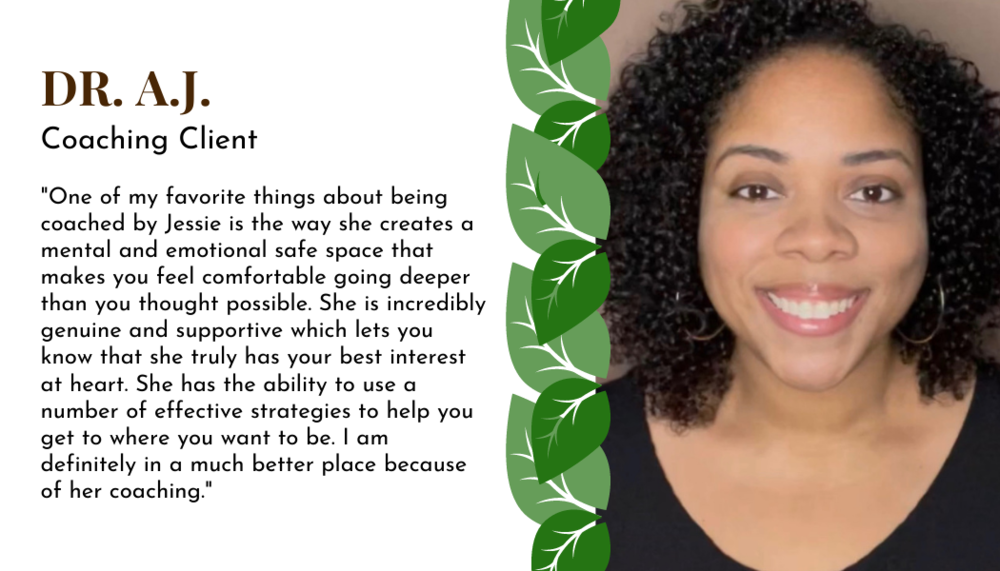 DR. A.J.
Coaching Client
"One of my favorite things about being
coached by Jessie is the way she creates a
mental and emotional safe space that
makes you feel comfortable going deeper
than you thought possible. She is incredibly
genuine and supportive which lets you
know that she truly has your best interest
at heart. She has the ability to use a
number of effective strategies to help you
get to where you want to be. I am
definitely in a much better place because
of her coaching."